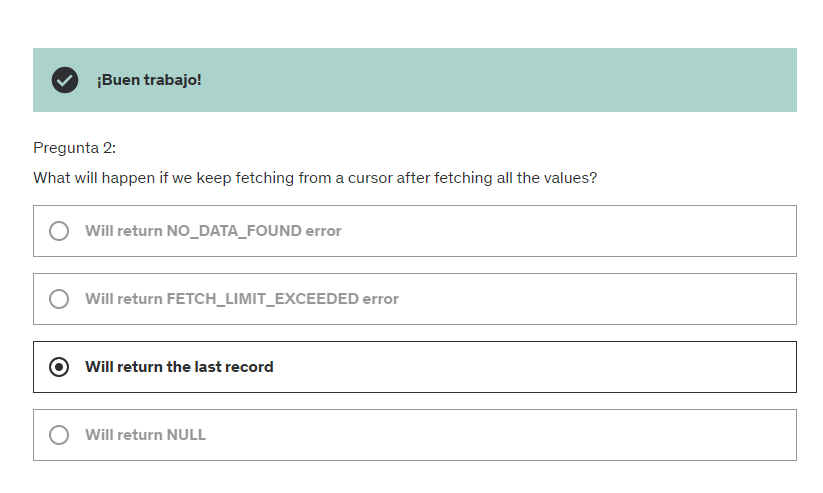 ¡Buen trabajo!
Pregunta 2:
What will happen if we keep fetching from a cursor after fetching all the values?
Will return NO_DATA_FOUND error
Will return FETCH_LIMIT_EXCEEDED error
Will return the last record
Will return NULL